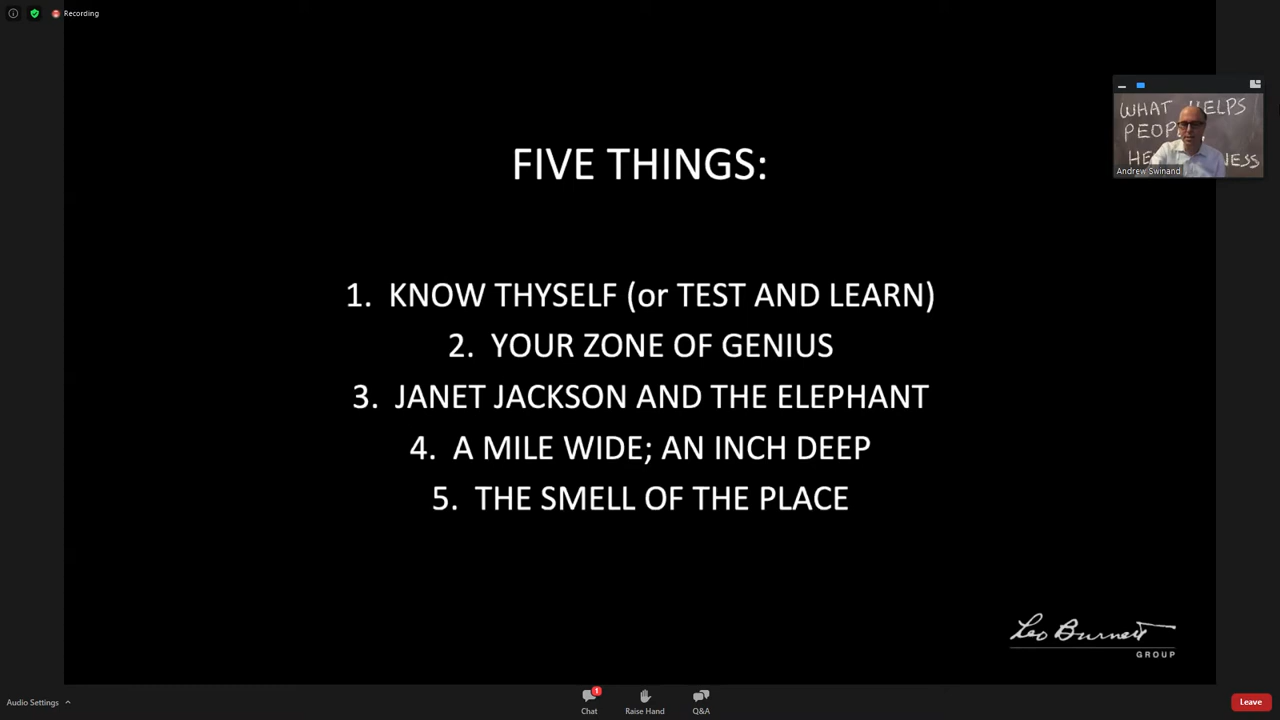 Recording
WHAT HELPS
PEOP
HE NESS
Andrew Swinand
FIVE THINGS:
1. KNOW THYSELF (or TEST AND LEARN)
2. YOUR ZONE OF GENIUS
3. JANET JACKSON AND THE ELEPHANT
4. A MILE WIDE; AN INCH DEEP
5. THE SMELL OF THE PLACE
Leo Burnett
GROUP
Audio Settings
1
Chat
Raise Hand
Q&A
Leave